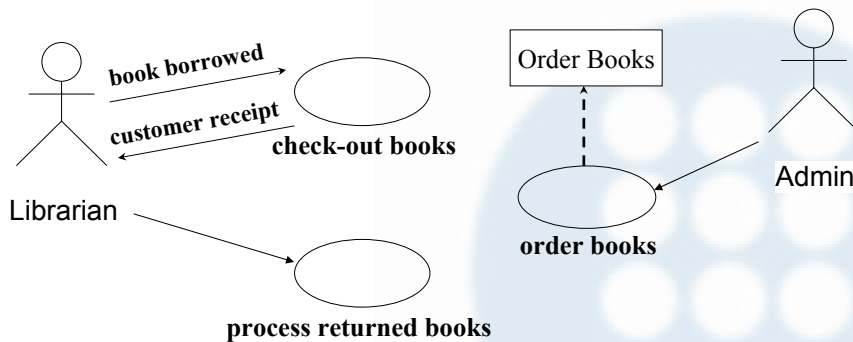 book borrowed
customer receipt
check-out books
Librarian
process returned books
Order Books
order books
Admin